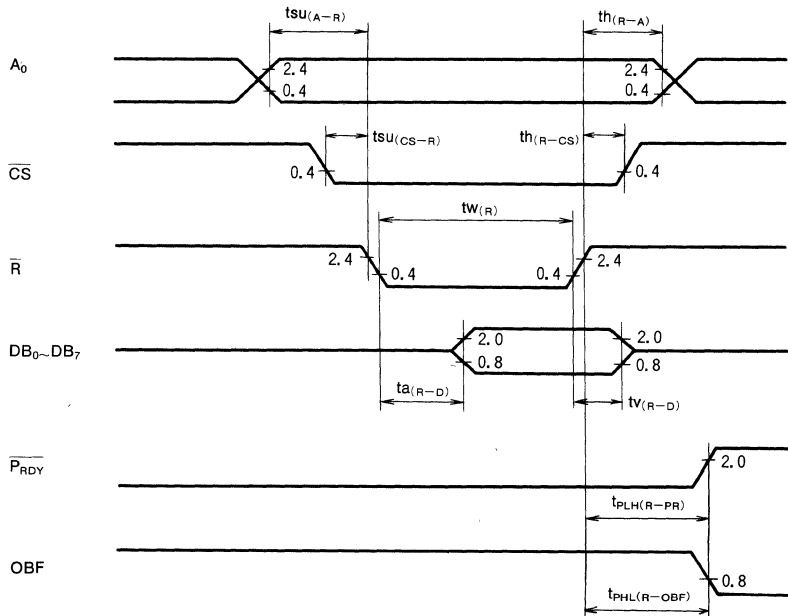 tsu(A−R)
th(R−A)
A0
2.4
0.4
2.4
0.4
tsu(CS−R)
th(R−CS)
CS
0.4
0.4
tw(R)
R
2.4
0.4
0.4
2.4
DB0~DB7
2.0
0.8
2.0
0.8
ta(R−D)
tv(R−D)
PRDY
2.0
tPLH(R−PR)
OBF
0.8
tPHL(R−OBF)